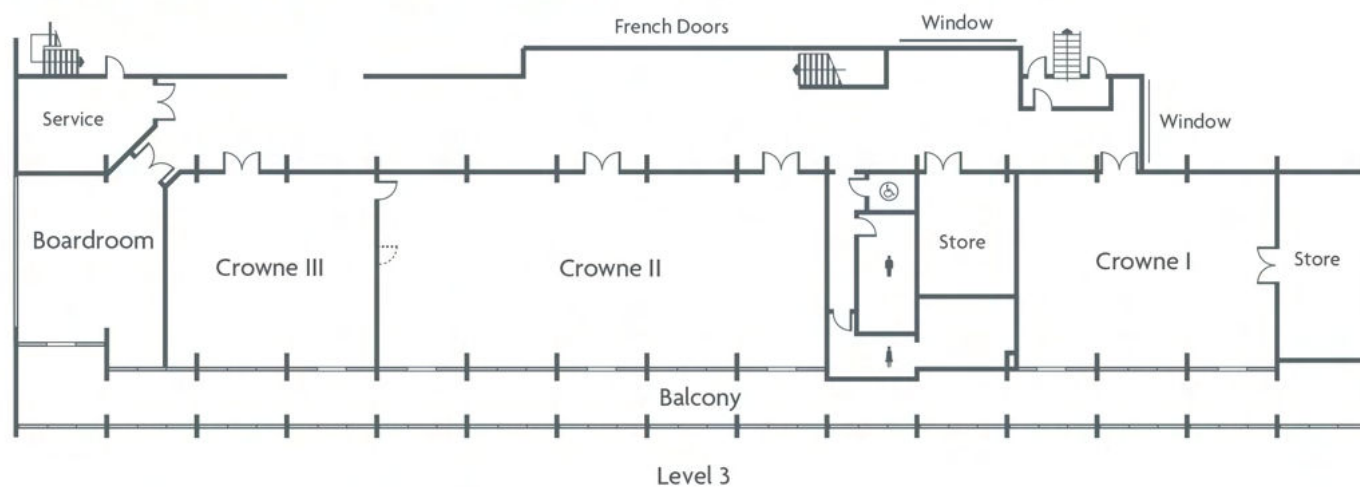 French Doors
Window
Service
Window
Boardroom
Crowne III
Crowne II
Store
Crowne I
Store
Balcony
Level 3